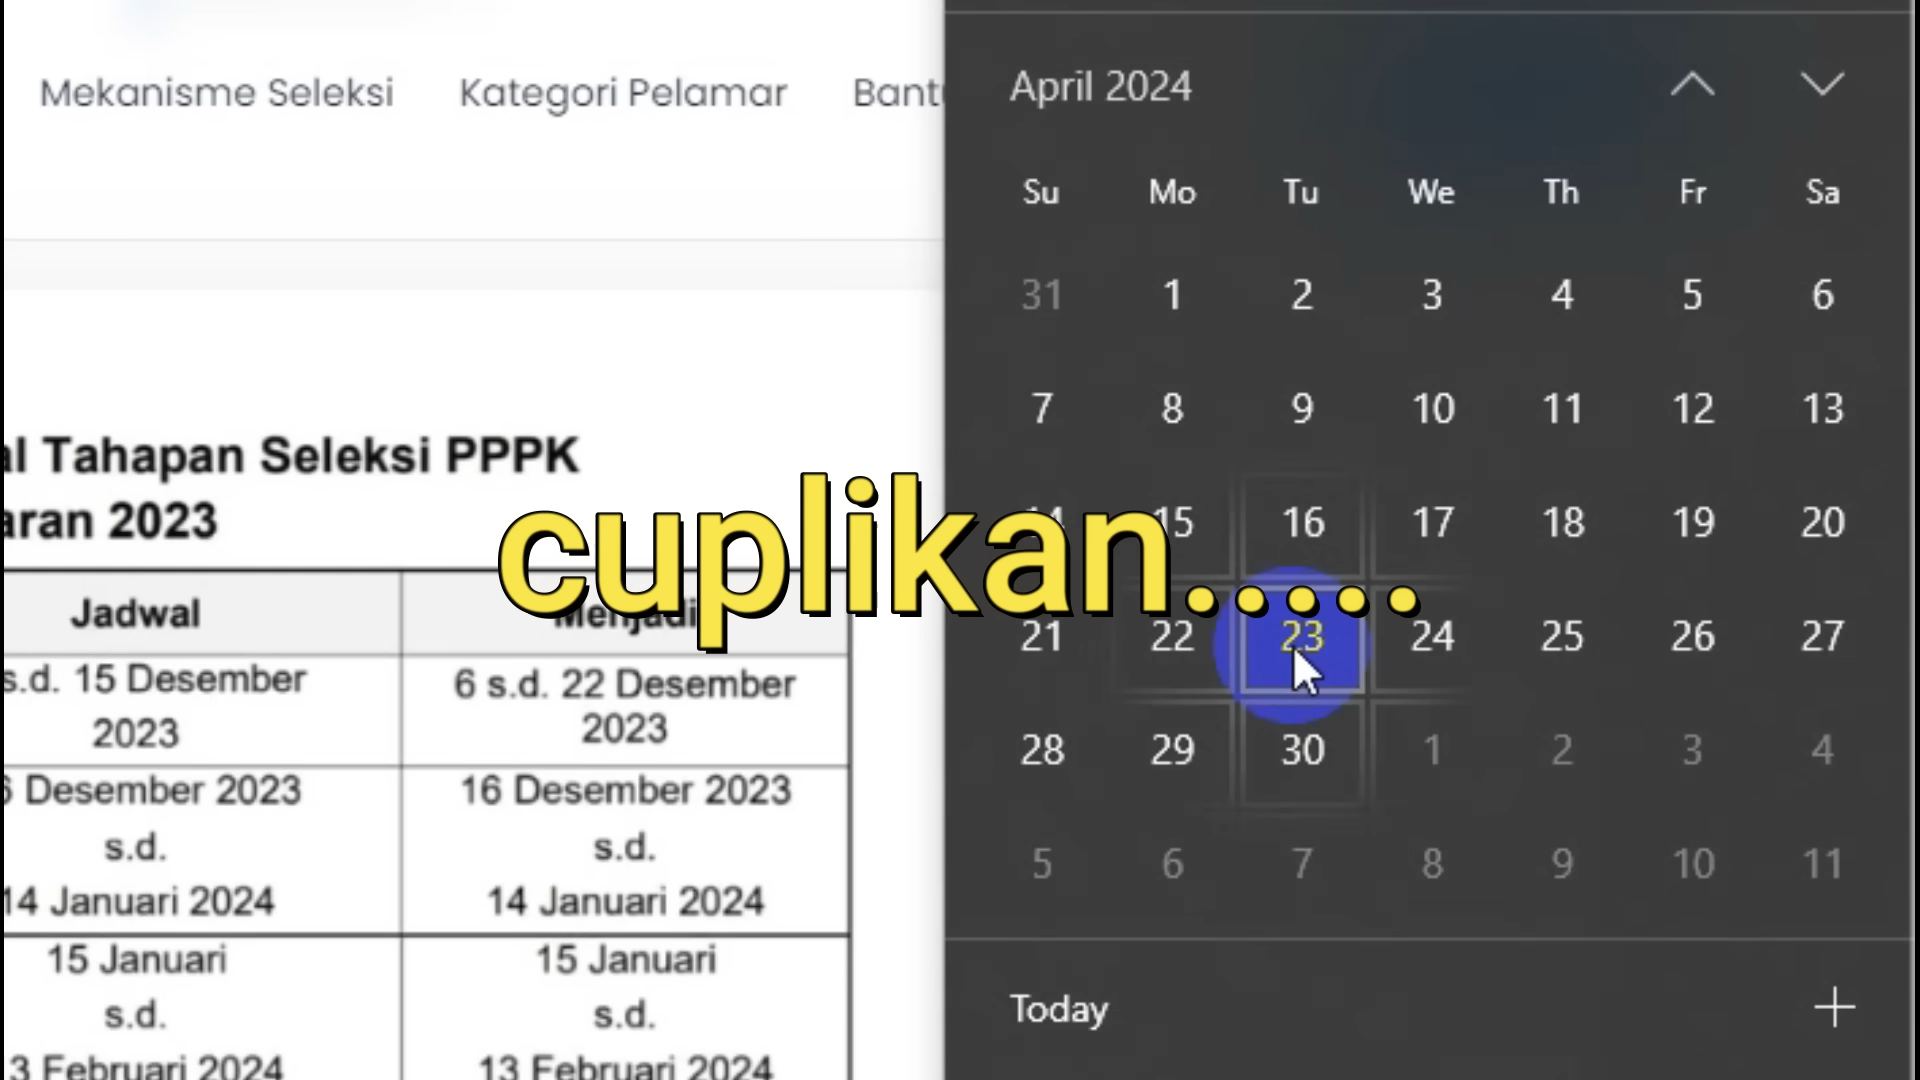 Mekanisme Seleksi Kategori Pelamar
al Tahapan Seleksi PPPK
aran 2023
Jadwal Menjadi
s.d. 15 Desember
2023
6 s.d. 22 Desember
2023
6 Desember 2023
s.d.
14 Januari 2024
16 Desember 2023
s.d.
14 Januari 2024
15 Januari
s.d.
3 Februari 2024
15 Januari
s.d.
13 Februari 2024
cuplikan.....
April 2024
Su Mo Tu We Th Fr Sa
31 1 2 3 4 5 6
7 8 9 10 11 12 13
14 15 16 17 18 19 20
21 22 23 24 25 26 27
28 29 30 1 2 3 4
5 6 7 8 9 10 11
Today